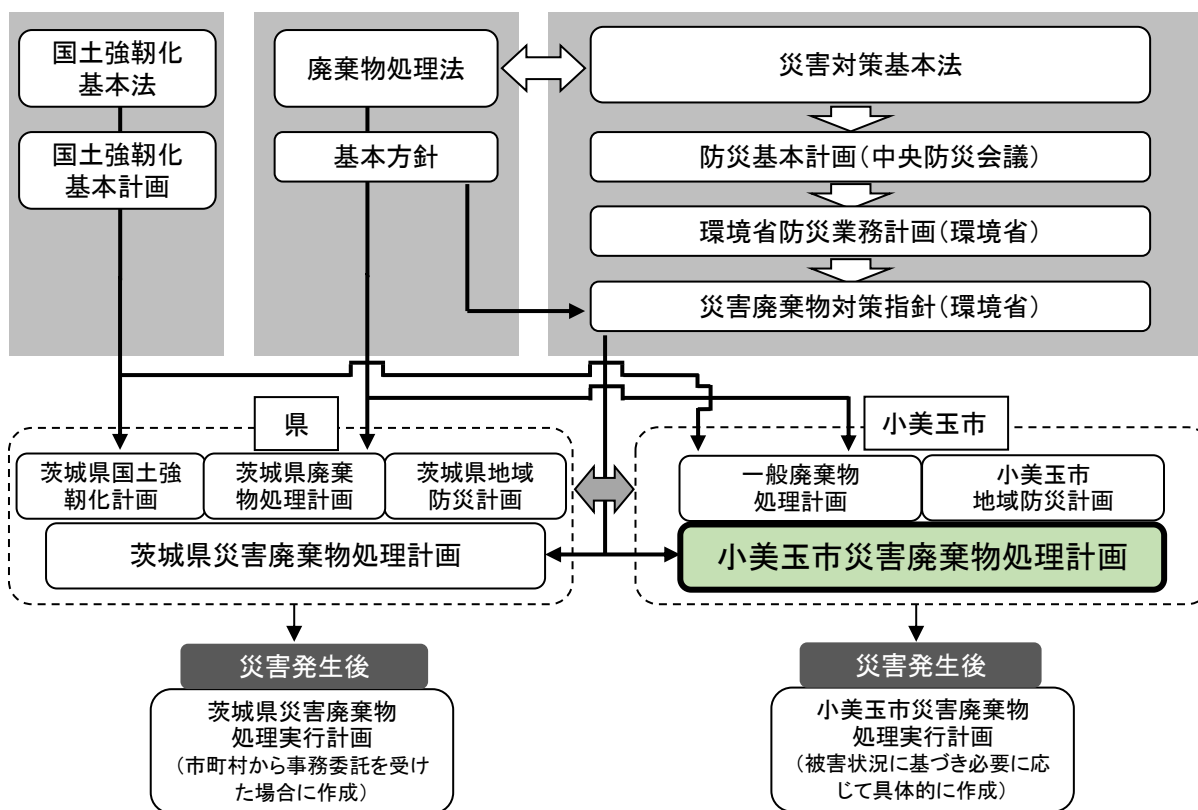 国土強靭化
基本法
国土強靭化
基本計画
廃棄物処理法
基本方針
災害対策基本法
防災基本計画（中央防災会議）
環境省防災業務計画（環境省）
災害廃棄物対策指針（環境省）
県
茨城県国土強
靭化計画
茨城県廃棄
物処理計画
茨城県地域
防災計画
茨城県災害廃棄物処理計画
小美玉市
一般廃棄物
処理計画
小美玉市
地域防災計画
小美玉市災害廃棄物処理計画
災害発生後
茨城県災害廃棄物
処理実行計画
（市町村から事務委託を受け
た場合に作成）
災害発生後
小美玉市災害廃棄物
処理実行計画
（被害状況に基づき必要に応
じて具体的に作成）